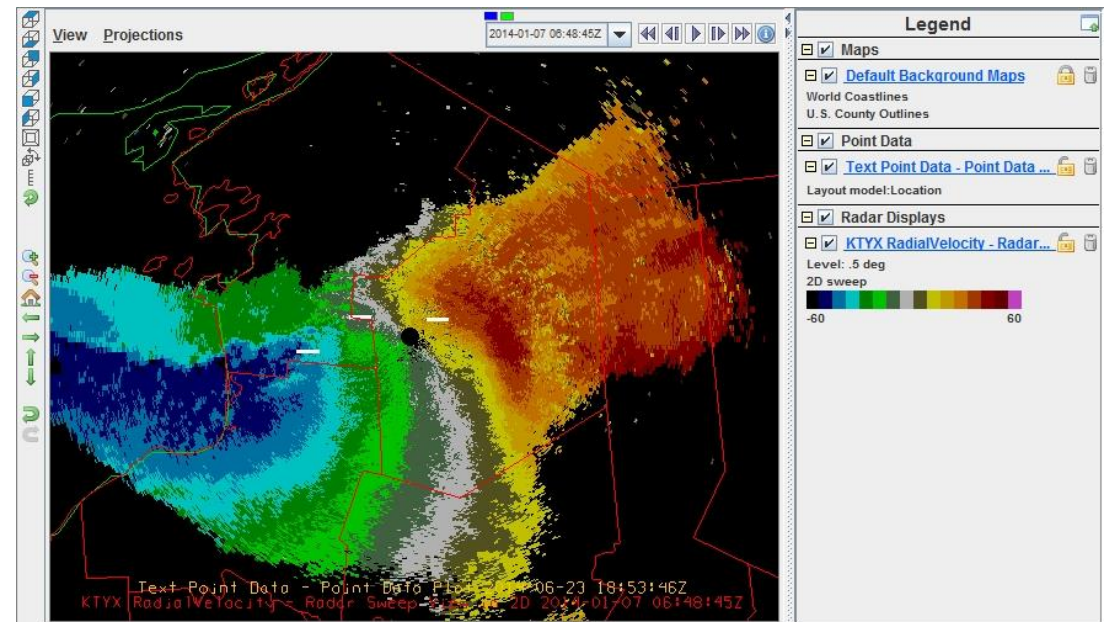 View Projections
2014-01-07 06:48:45Z
Text Point Data - Point Data
06-23 18:53:46Z
KTYX RadialVelocity - Radar Sweep
2D 2014-01-07 06:48:45Z
Legend
Maps
Default Background Maps
World Coastlines
U.S. County Outlines
Point Data
Text Point Data - Point Data ...
Layout model:Location
Radar Displays
KTYX RadialVelocity - Radar...
Level: .5 deg
2D sweep
-60 60